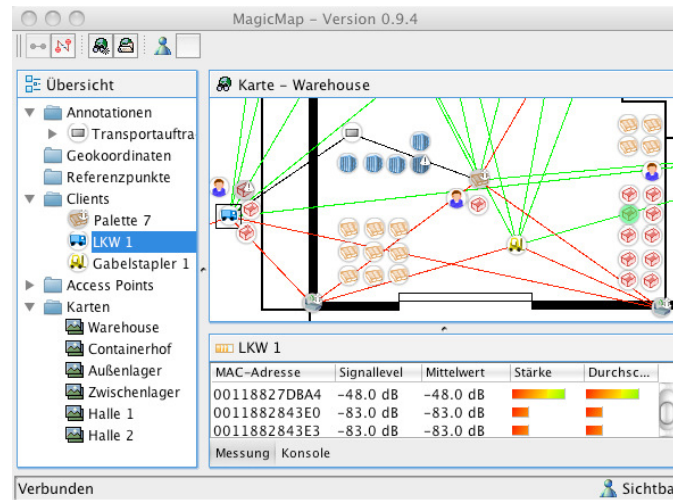 MagicMap – Version 0.9.4
Übersicht
Annotationen
Transportauftra
Geokoordinaten
Referenzpunkte
Clients
Palette 7
LKW 1
Gabelstapler 1
Access Points
Karten
Warehouse
Containerhof
Außenlager
Zwischenlager
Halle 1
Halle 2
Karte – Warehouse
LKW 1
MAC-Adresse Signallevel Mittelwert Stärke Durchsc...
00118827DBA4 -48.0 dB -48.0 dB
0011882843E0 -83.0 dB -83.0 dB
0011882843E3 -83.0 dB -83.0 dB
Messung Konsole
Verbunden Sichtba